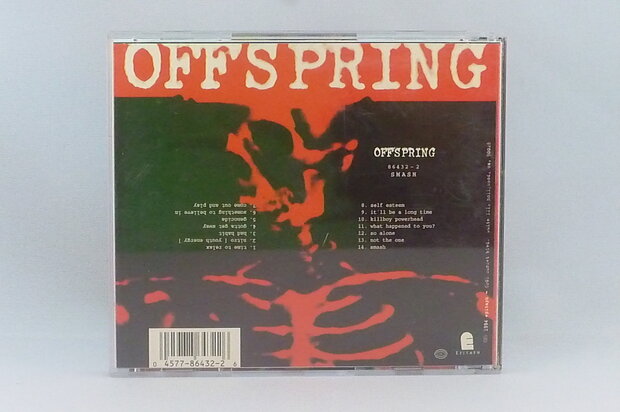 OFFSPRING
OFFSPRING
86432-2
SMASH
1. time to relax
2. nitro ( youth energy )
3. bad habit
4. gotta get away
5. genocide
6. something to believe in
7. come out and play
8. self esteem
9. it'll be a long time
10. killboy powerhead
11. what happened to you?
12. so alone
13. not the one
14. smash
0 4577-86432-2 6
E
Epitaph